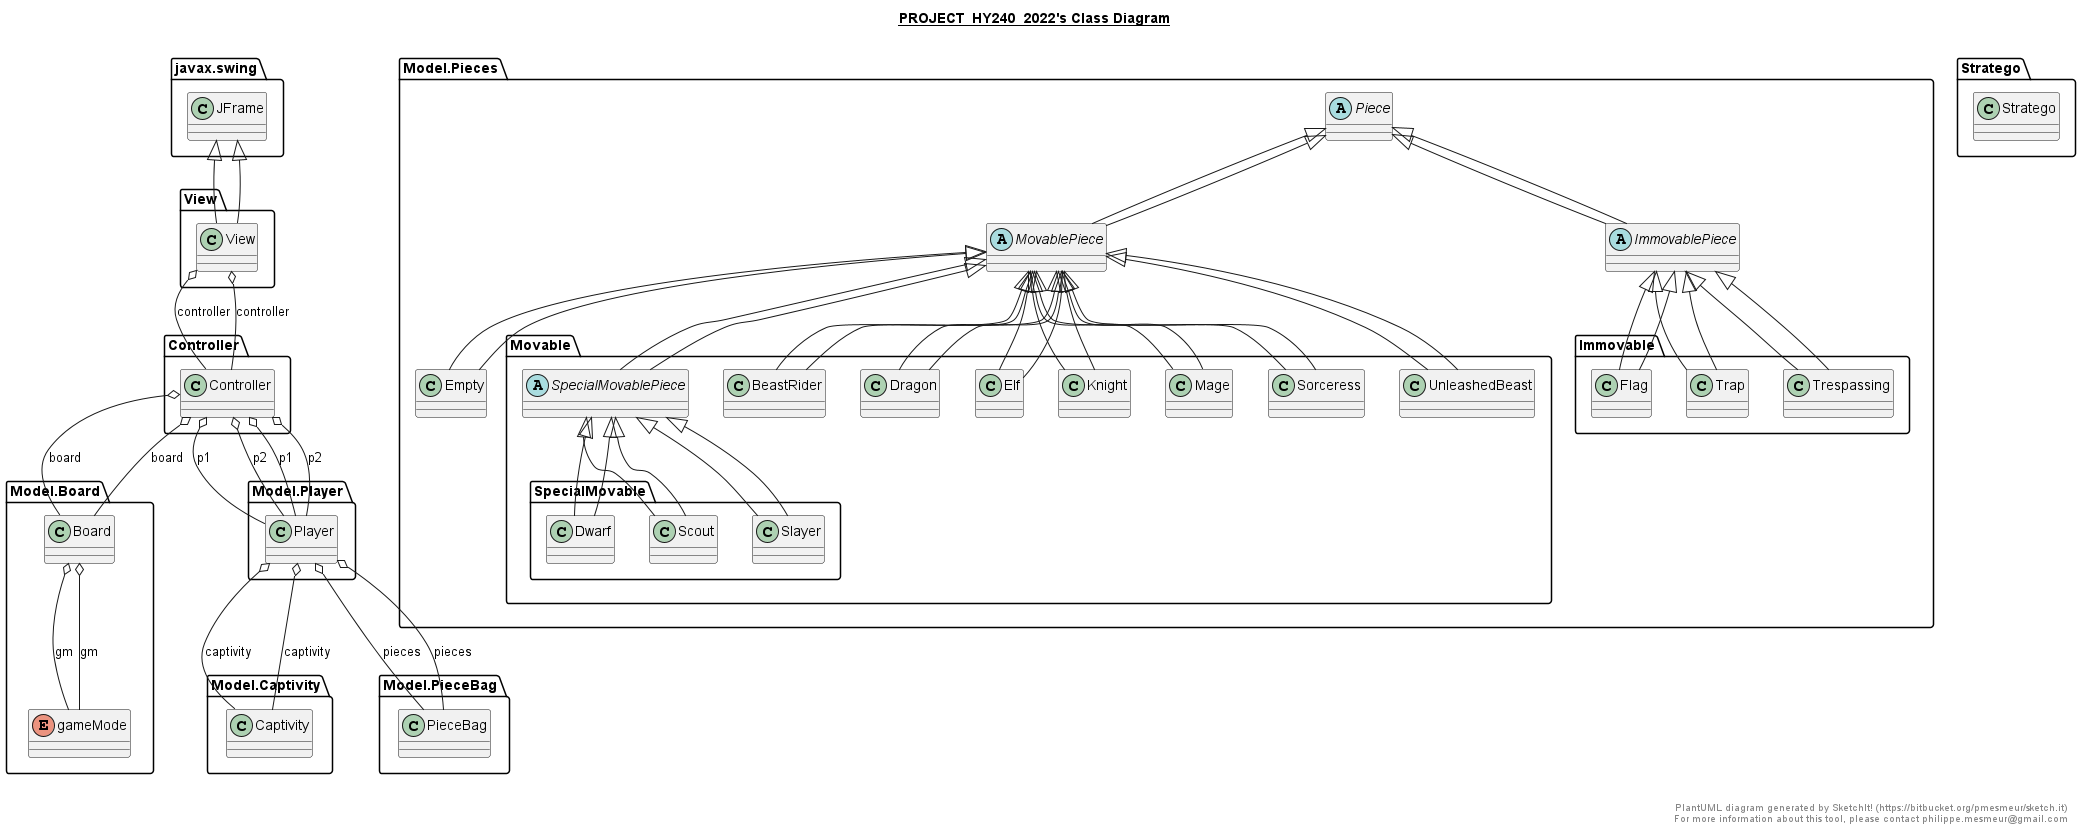 PROJECT_HY240_2022's Class Diagram
javax.swing
C JFrame
View
C View
controller
controller
Controller
C Controller
board
board
p1
p2
p1
p2
Model.Board
C Board
gm
gm
E gameMode
Model.Player
C Player
captivity
captivity
pieces
pieces
Model.Captivity
C Captivity
Model.PieceBag
C PieceBag
Model.Pieces
A Piece
A MovablePiece
A ImmovablePiece
C Empty
Movable
A SpecialMovablePiece
C BeastRider
C Dragon
C Elf
C Knight
C Mage
C Sorceress
C UnleashedBeast
SpecialMovable
C Dwarf
C Scout
C Slayer
Immovable
C Flag
C Trap
C Trespassing
Stratego
C Stratego
PlantUML diagram generated by SketchIt! (https://bitbucket.org/pmesmeur/sketch.it)
For more information about this tool, please contact philippe.mesmeur@gmail.com